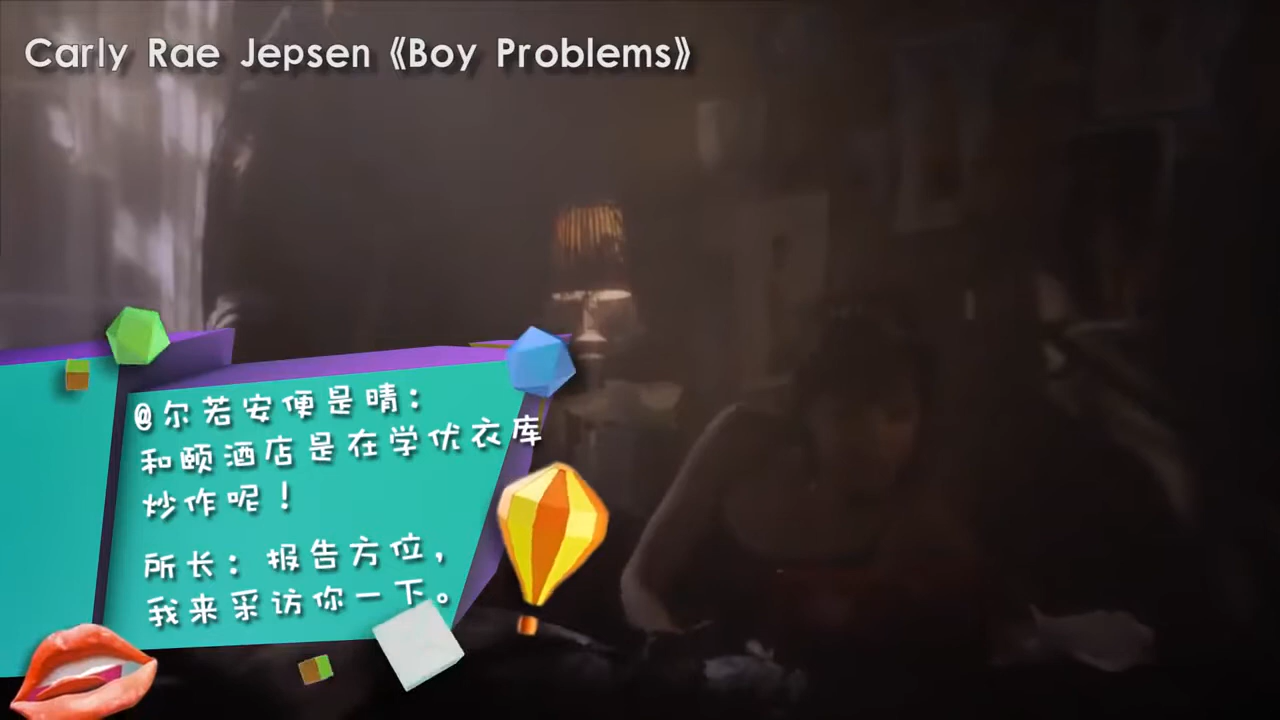 Carly Rae Jepsen《Boy Problems》
@尔若安便是晴：
和颐酒店是在学优衣库
炒作呢！
所长：报告方位，
我来采访你一下。